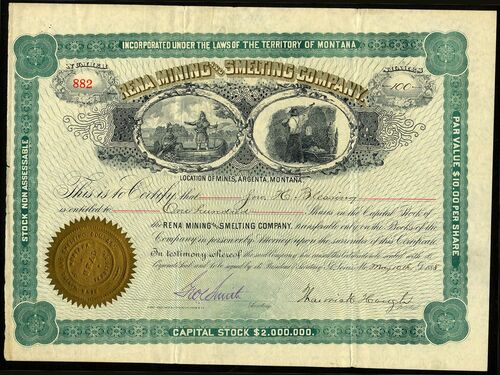 INCORPORATED UNDER THE LAWS OF THE TERRITORY OF MONTANA
NUMBER
882
SHARES
100
RENA MINING AND SMELTING COMPANY.
LOCATION OF MINES, ARGENTA, MONTANA.
STOCK NON ASSESSABLE
PAR VALUE $10.00 PER SHARE
This is to Certify that Jno. H. Blessing
is entitled to One hundred Shares in the Capital Stock of
the RENA MINING AND SMELTING COMPANY, transferable only on the Books of the
Company in person or by Attorney upon the surrender of this Certificate.
In testimony whereof the said Company has caused this Certificate to be sealed with its
Corporate Seal and to be signed by its President & Secretary
Geo. Smith
Secretary
CAPITAL STOCK $2,000,000.